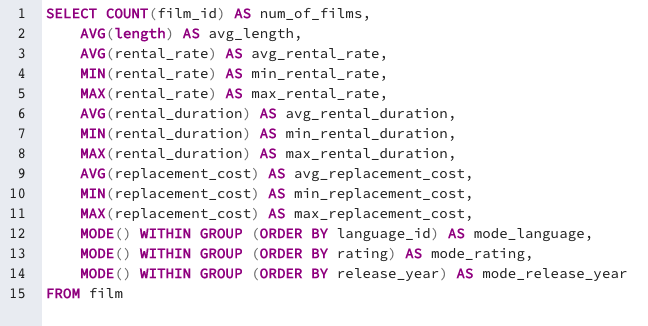 1 SELECT COUNT(film_id) AS num_of_films,
2 AVG(length) AS avg_length,
3 AVG(rental_rate) AS avg_rental_rate,
4 MIN(rental_rate) AS min_rental_rate,
5 MAX(rental_rate) AS max_rental_rate,
6 AVG(rental_duration) AS avg_rental_duration,
7 MIN(rental_duration) AS min_rental_duration,
8 MAX(rental_duration) AS max_rental_duration,
9 AVG(replacement_cost) AS avg_replacement_cost,
10 MIN(replacement_cost) AS min_replacement_cost,
11 MAX(replacement_cost) AS max_replacement_cost,
12 MODE() WITHIN GROUP (ORDER BY language_id) AS mode_language,
13 MODE() WITHIN GROUP (ORDER BY rating) AS mode_rating,
14 MODE() WITHIN GROUP (ORDER BY release_year) AS mode_release_year
15 FROM film